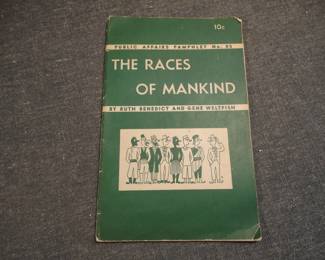 10c
PUBLIC AFFAIRS PAMPHLET No. 85
THE RACES
OF MANKIND
BY RUTH BENEDICT AND GENE WELTFISH